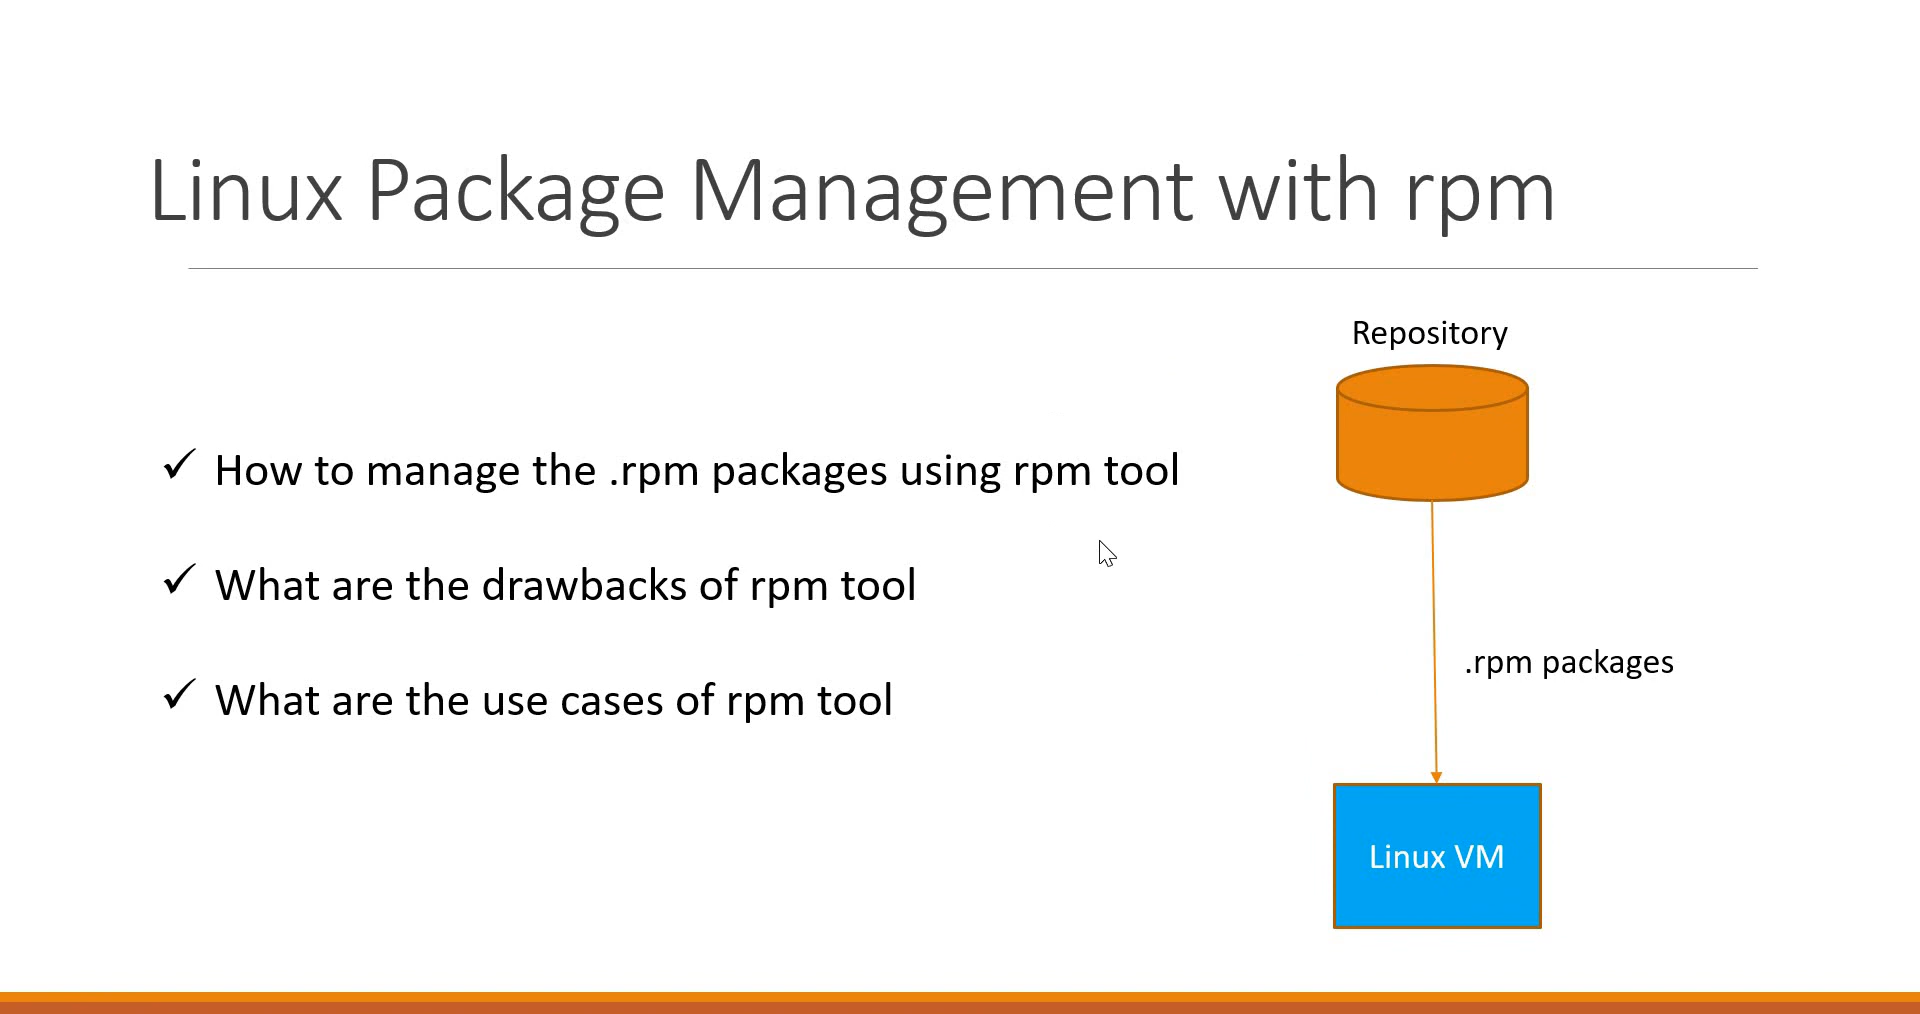 Linux Package Management with rpm
Repository
✓ How to manage the .rpm packages using rpm tool
✓ What are the drawbacks of rpm tool
.rpm packages
✓ What are the use cases of rpm tool
Linux VM